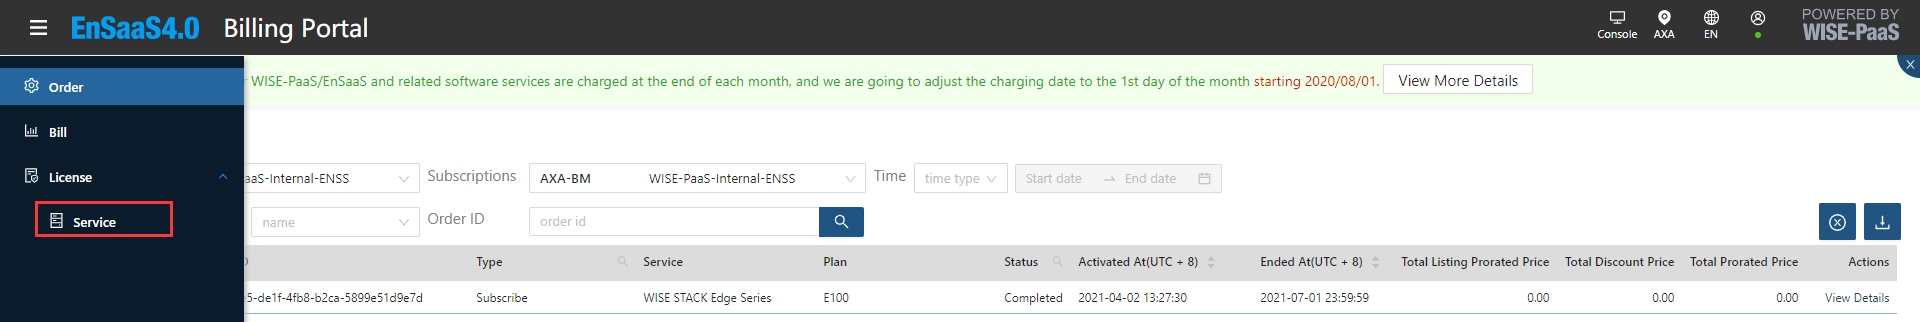 EnSaaS4.0 Billing Portal
Console AXA EN
POWERED BY
WISE-PaaS
Order
WISE-PaaS/EnSaaS and related software services are charged at the end of each month, and we are going to adjust the charging date to the 1st day of the month starting 2020/08/01. View More Details
Bill
License
aaS-Internal-ENSS Subscriptions AXA-BM WISE-PaaS-Internal-ENSS Time time type Start date End date
Service
name Order ID order id
Type Service Plan Status Activated At(UTC + 8) Ended At(UTC + 8) Total Listing Prorated Price Total Discount Price Total Prorated Price Actions
5-de1f-4fb8-b2ca-5899e51d9e7d Subscribe WISE STACK Edge Series E100 Completed 2021-04-02 13:27:30 2021-07-01 23:59:59 0.00 0.00 0.00 View Details